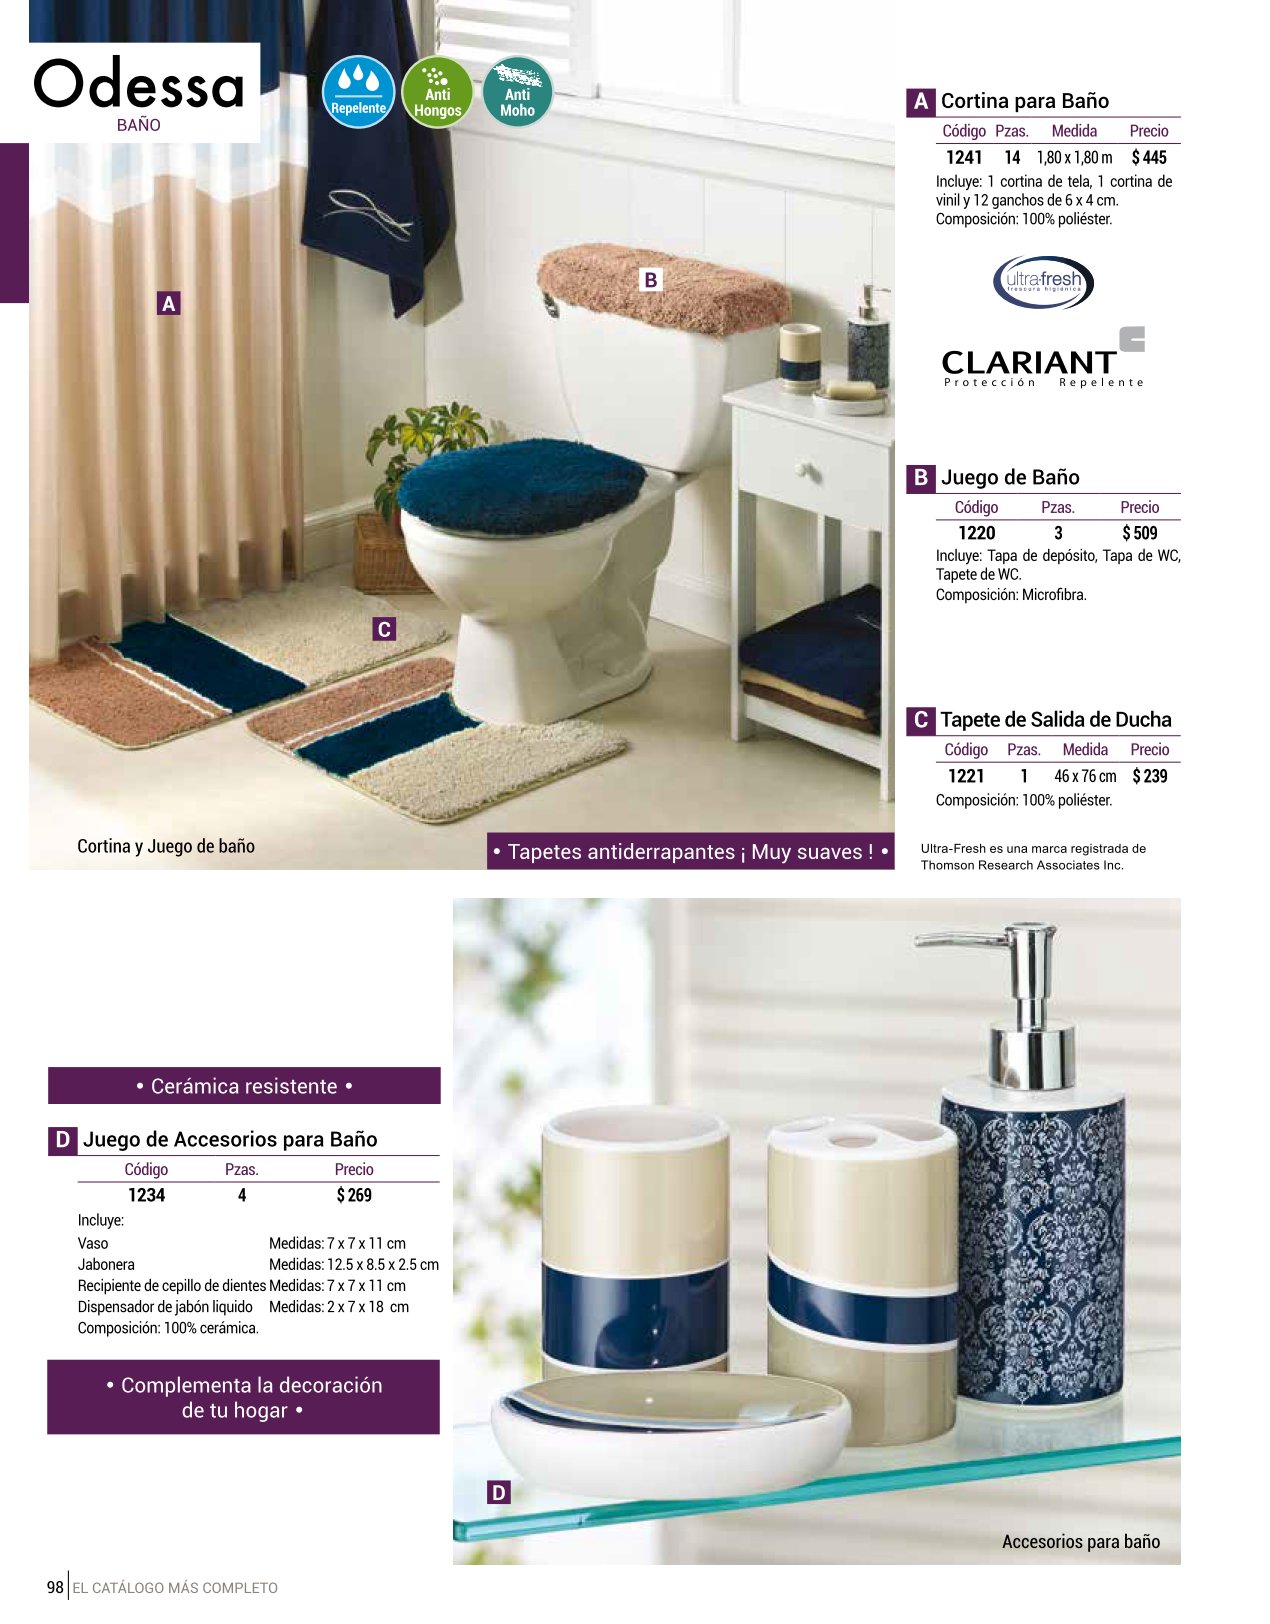 Odessa
BAÑO
Repelente
Anti
Hongos
Anti
Moho
A
B
C
Cortina y Juego de baño
• Tapetes antiderrapantes ¡ Muy suaves ! •
A Cortina para Baño
Código Pzas. Medida Precio
1241 14 1,80 x 1,80 m $ 445
Incluye: 1 cortina de tela, 1 cortina de
vinil y 12 ganchos de 6 x 4 cm.
Composición: 100% poliéster.
ultra-fresh
frescura higiénica
CLARIANT
Protección Repelente
B Juego de Baño
Código Pzas. Precio
1220 3 $ 509
Incluye: Tapa de depósito, Tapa de WC,
Tapete de WC.
Composición: Microfibra.
C Tapete de Salida de Ducha
Código Pzas. Medida Precio
1221 1 46 x 76 cm $ 239
Composición: 100% poliéster.
Ultra-Fresh es una marca registrada de
Thomson Research Associates Inc.
• Cerámica resistente •
D Juego de Accesorios para Baño
Código Pzas. Precio
1234 4 $ 269
Incluye:
Vaso Medidas: 7 x 7 x 11 cm
Jabonera Medidas: 12.5 x 8.5 x 2.5 cm
Recipiente de cepillo de dientes Medidas: 7 x 7 x 11 cm
Dispensador de jabón liquido Medidas: 2 x 7 x 18 cm
Composición: 100% cerámica.
• Complementa la decoración
de tu hogar •
D
Accesorios para baño
98 EL CATÁLOGO MÁS COMPLETO